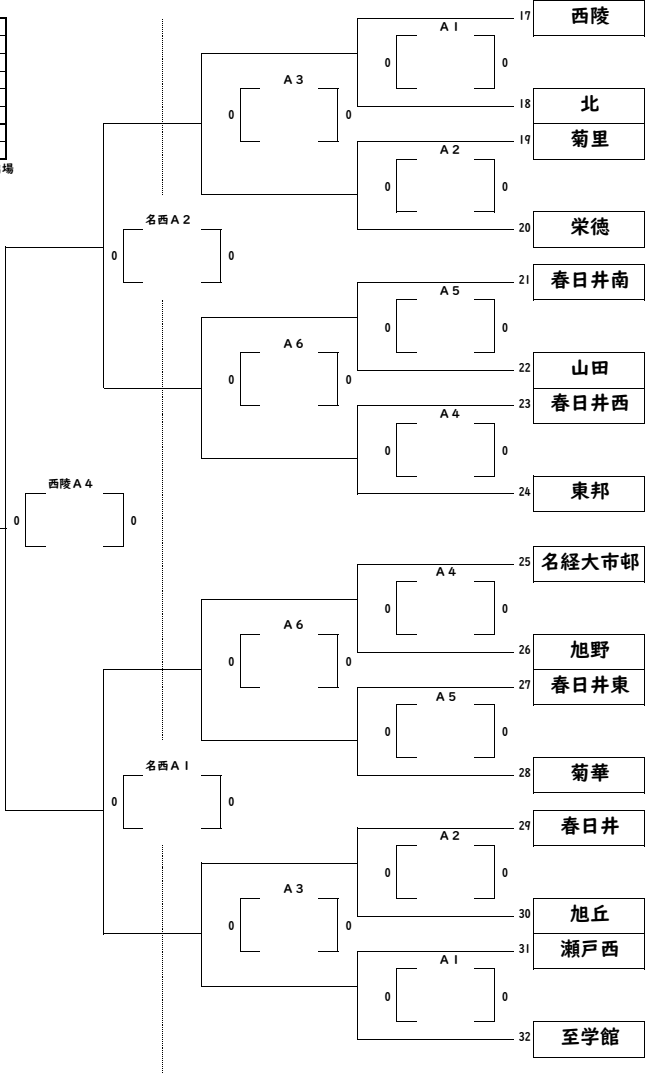 17 西陵
A1
0 0
A3
0 0
18 北
19 菊里
A2
0 0
20 栄徳
名西A2
0 0
21 春日井南
A5
0 0
A6
0 0
22 山田
23 春日井西
A4
0 0
24 東邦
西陵A4
0 0
25 名経大市邨
A4
0 0
A6
0 0
26 旭野
27 春日井東
A5
0 0
28 菊華
名西A1
0 0
29 春日井
A2
0 0
A3
0 0
30 旭丘
31 瀬戸西
A1
0 0
32 至学館
場